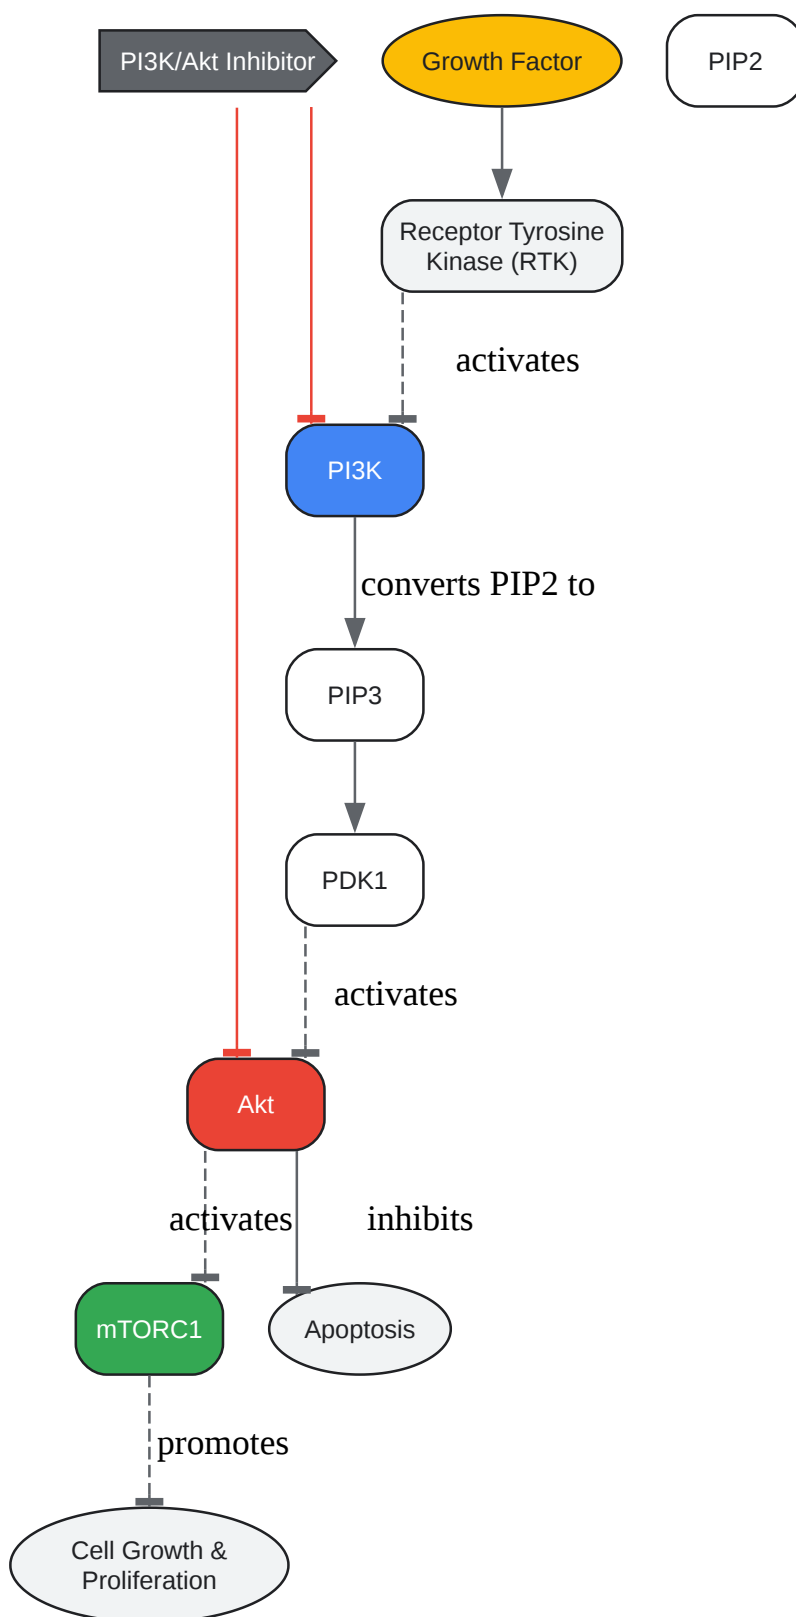 PI3K/Akt Inhibitor
Growth Factor
PIP2
Receptor Tyrosine
Kinase (RTK)
activates
PI3K
converts PIP2 to
PIP3
PDK1
activates
Akt
activates
inhibits
mTORC1
Apoptosis
promotes
Cell Growth &
Proliferation